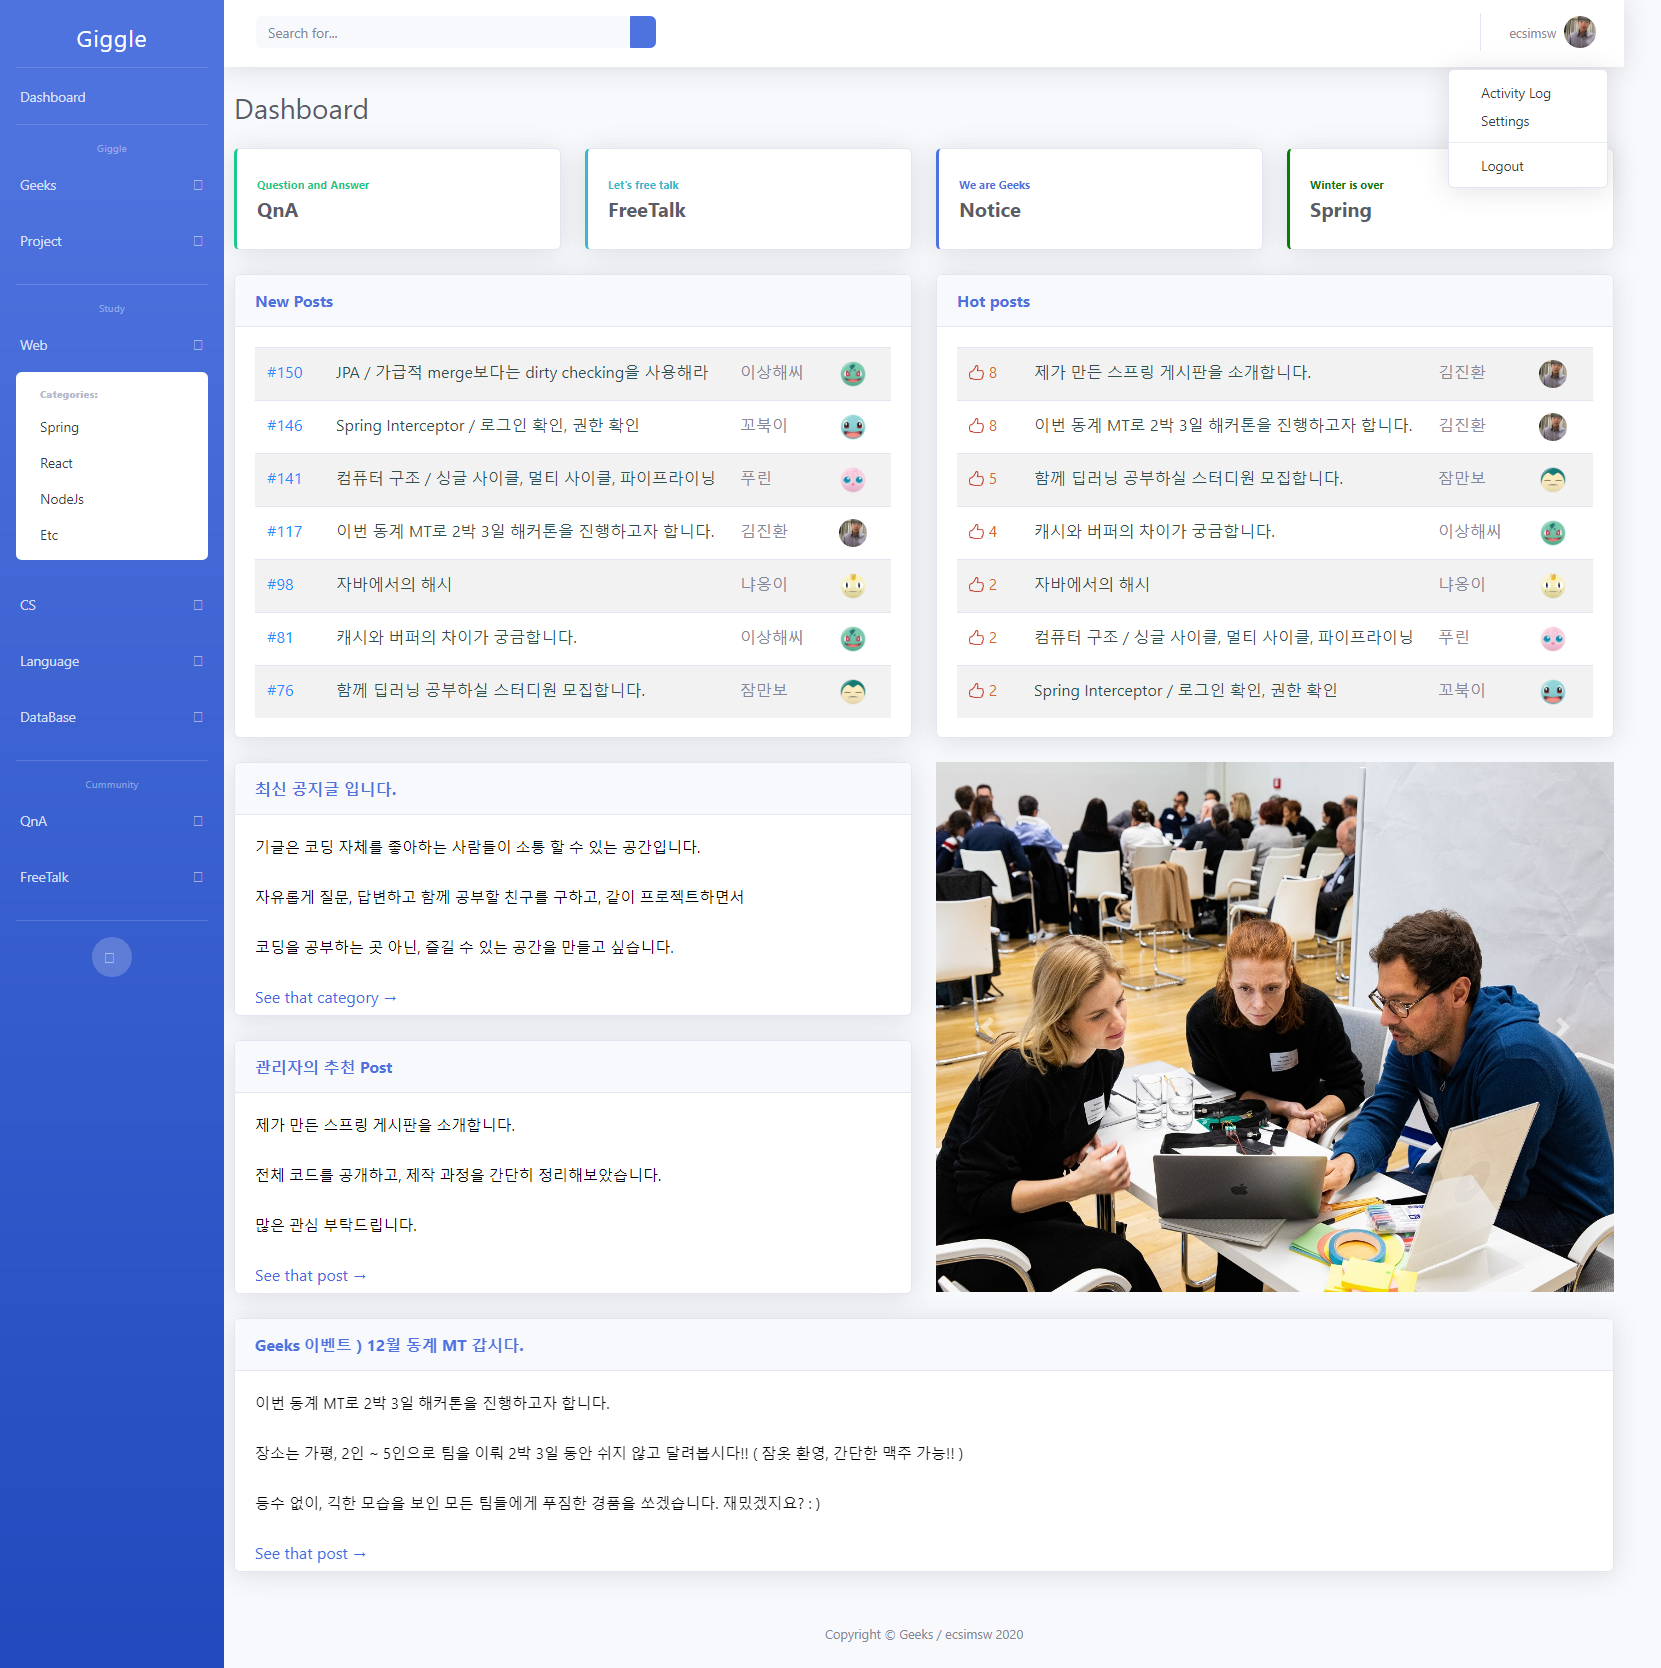 Giggle
Dashboard
Giggle
Geeks
Project
Study
Web
Categories:
Spring
React
NodeJs
Etc
CS
Language
DataBase
Cummunity
QnA
FreeTalk
Search for...
ecsimsw
Activity Log
Settings
Logout
Dashboard
Question and Answer
QnA
Let's free talk
FreeTalk
We are Geeks
Notice
Winter is over
Spring
New Posts
#150 JPA / 가급적 merge보다는 dirty checking을 사용해라 이상해씨
#146 Spring Interceptor / 로그인 확인, 권한 확인 꼬북이
#141 컴퓨터 구조 / 싱글 사이클, 멀티 사이클, 파이프라이닝 푸린
#117 이번 동계 MT로 2박 3일 해커톤을 진행하고자 합니다. 김진환
#98 자바에서의 해시 냐옹이
#81 캐시와 버퍼의 차이가 궁금합니다. 이상해씨
#76 함께 딥러닝 공부하실 스터디원 모집합니다. 잠만보
Hot posts
8 제가 만든 스프링 게시판을 소개합니다. 김진환
8 이번 동계 MT로 2박 3일 해커톤을 진행하고자 합니다. 김진환
5 함께 딥러닝 공부하실 스터디원 모집합니다. 잠만보
4 캐시와 버퍼의 차이가 궁금합니다. 이상해씨
2 자바에서의 해시 냐옹이
2 컴퓨터 구조 / 싱글 사이클, 멀티 사이클, 파이프라이닝 푸린
2 Spring Interceptor / 로그인 확인, 권한 확인 꼬북이
최신 공지글 입니다.
기글은 코딩 자체를 좋아하는 사람들이 소통 할 수 있는 공간입니다.
자유롭게 질문, 답변하고 함께 공부할 친구를 구하고, 같이 프로젝트하면서
코딩을 공부하는 곳 아닌, 즐길 수 있는 공간을 만들고 싶습니다.
See that category →
관리자의 추천 Post
제가 만든 스프링 게시판을 소개합니다.
전체 코드를 공개하고, 제작 과정을 간단히 정리해보았습니다.
많은 관심 부탁드립니다.
See that post →
Geeks 이벤트 ) 12월 동계 MT 갑시다.
이번 동계 MT로 2박 3일 해커톤을 진행하고자 합니다.
장소는 가평, 2인 ~ 5인으로 팀을 이뤄 2박 3일 동안 쉬지 않고 달려봅시다!! ( 잠옷 환영, 간단한 맥주 가능!! )
등수 없이, 긱한 모습을 보인 모든 팀들에게 푸짐한 경품을 쏘겠습니다. 재밌겠지요? : )
See that post →
Copyright © Geeks / ecsimsw 2020